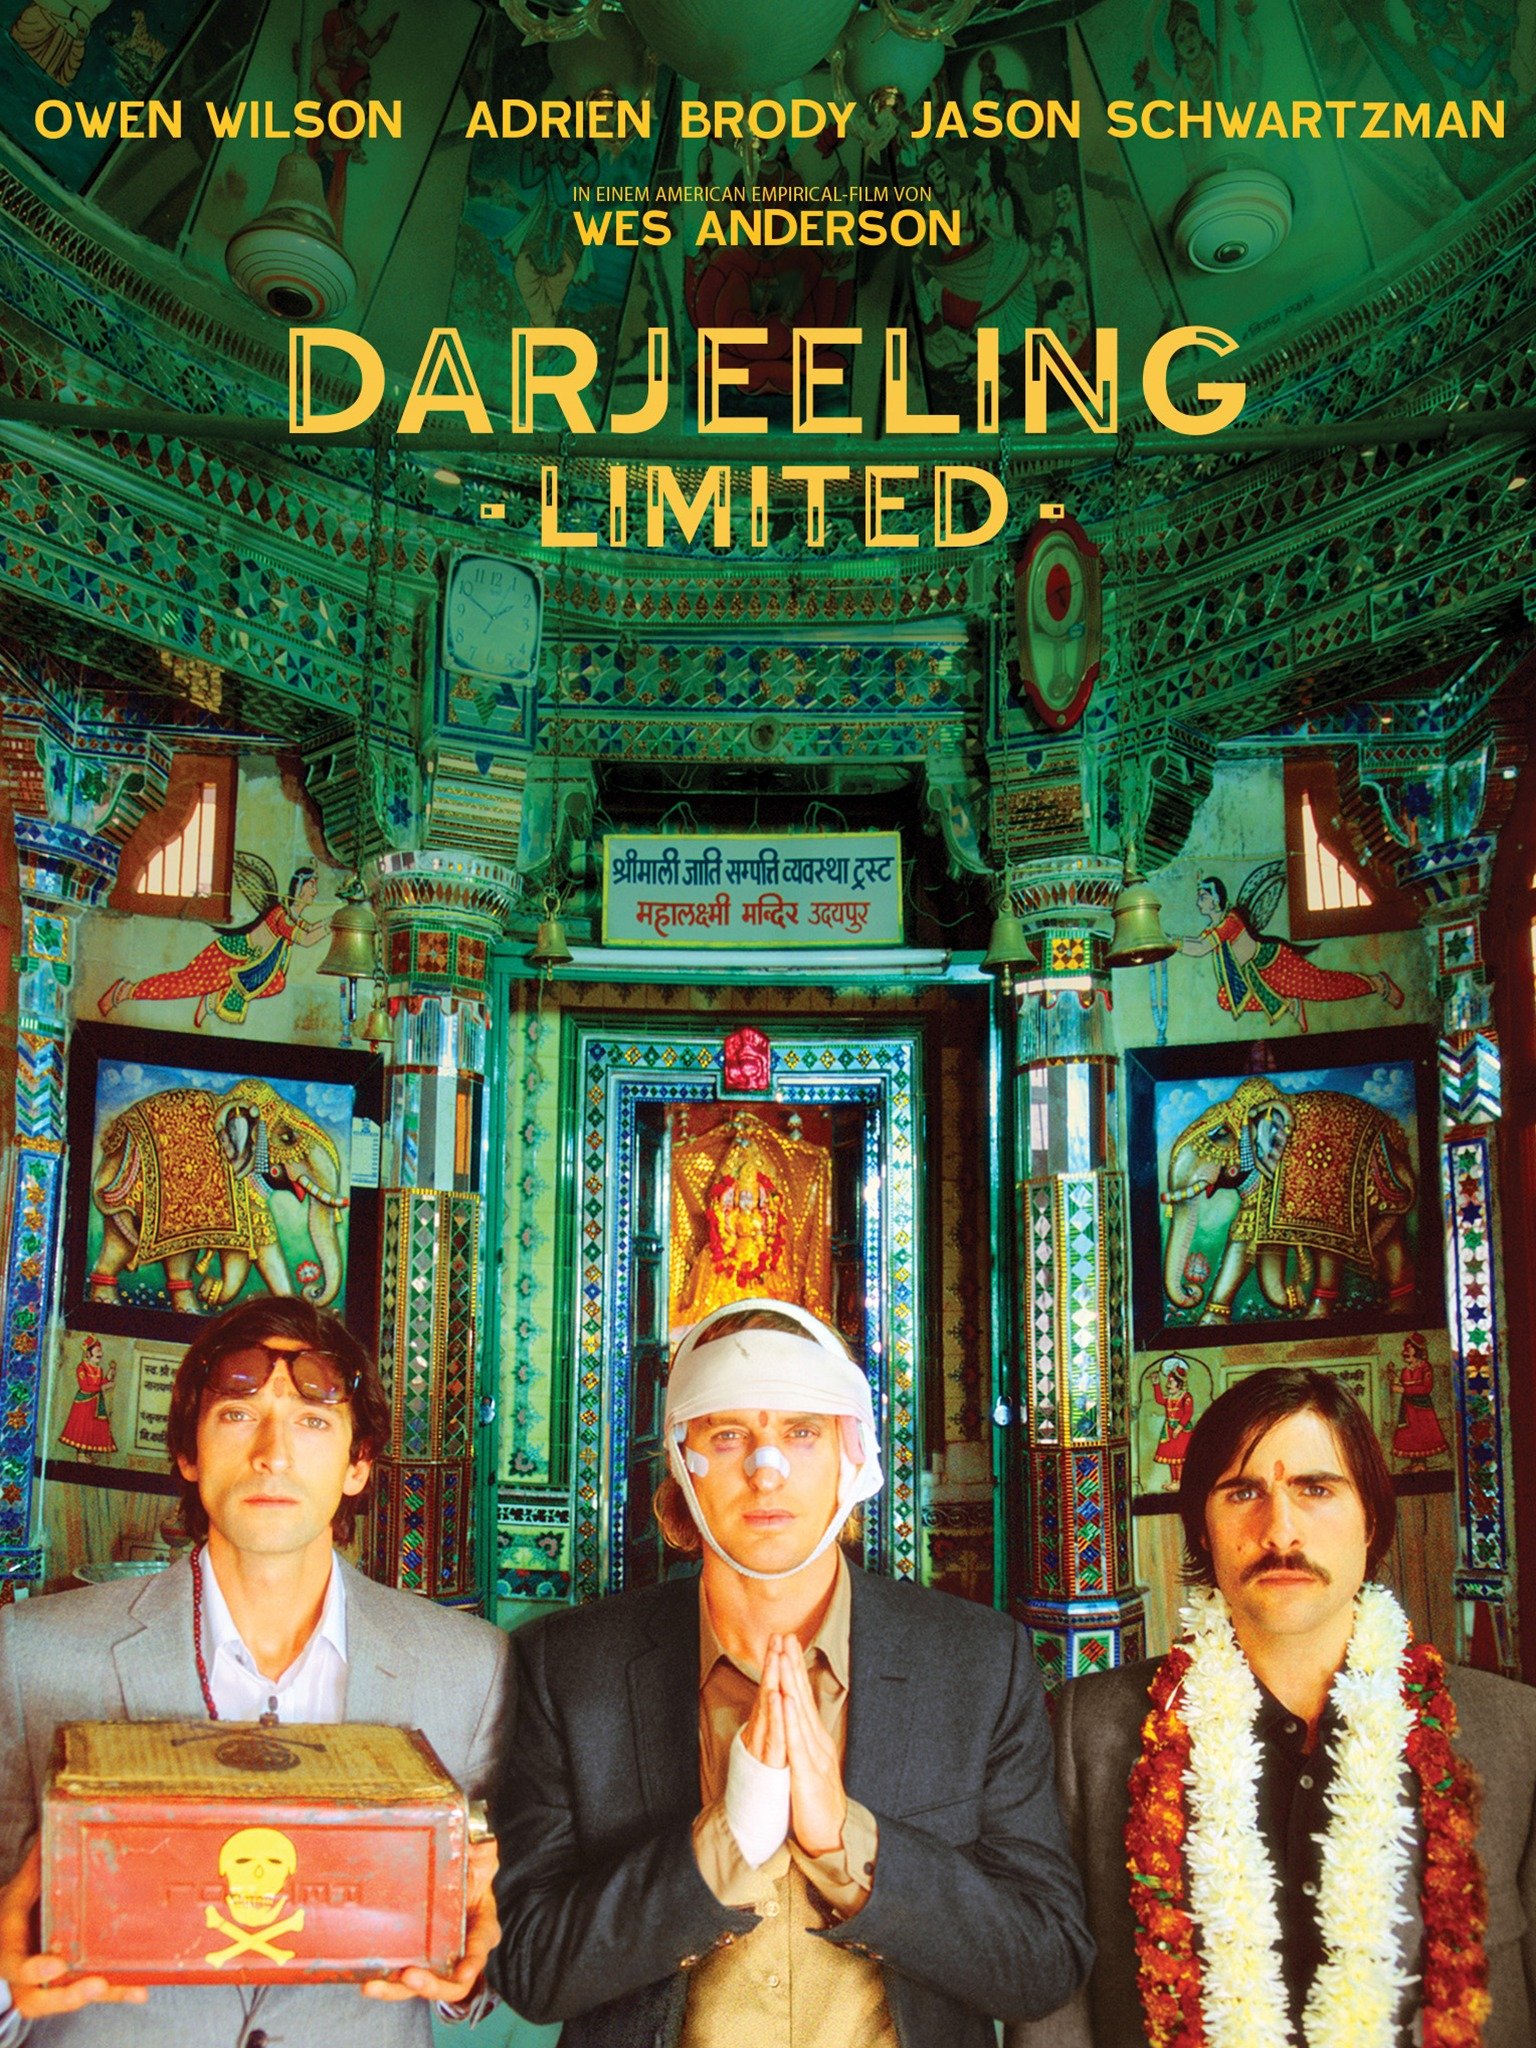 OWEN WILSON ADRIEN BRODY JASON SCHWARTZMAN
IN EINEM AMERICAN EMPIRICAL-FILM VON
WES ANDERSON
DARJEELING
- LIMITED -
श्रीमाली जाति सम्पत्ति व्यवस्था ट्रस्ट
महालक्ष्मी मन्दिर उदयपुर